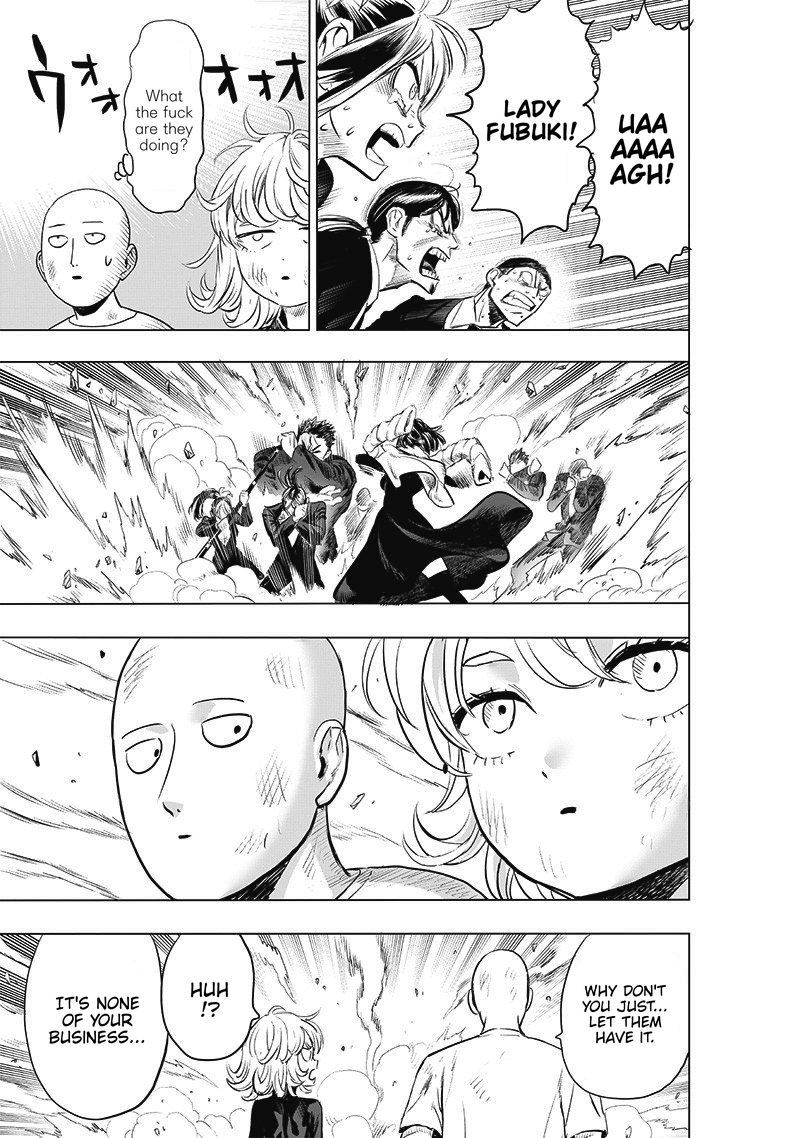 UAA
AAAA
AGH!
LADY
FUBUKI!
ウォオオオオ
What
the fuck
are they
doing?
WHY DON'T
YOU JUST...
LET THEM
HAVE IT.
HUH
!?
IT'S NONE
OF YOUR
BUSINESS...